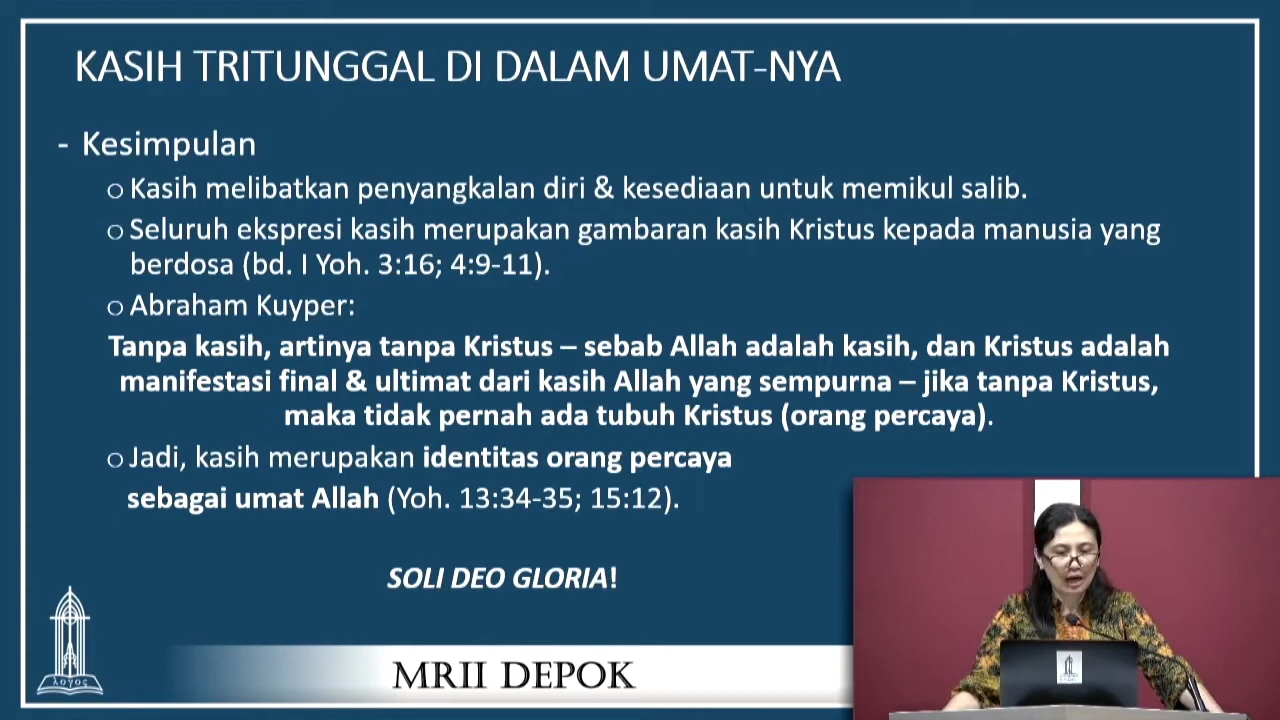 KASIH TRITUNGGAL DI DALAM UMAT-NYA
- Kesimpulan
o Kasih melibatkan penyangkalan diri & kesediaan untuk memikul salib.
o Seluruh ekspresi kasih merupakan gambaran kasih Kristus kepada manusia yang
berdosa (bd. I Yoh. 3:16; 4:9-11).
o Abraham Kuyper:
Tanpa kasih, artinya tanpa Kristus – sebab Allah adalah kasih, dan Kristus adalah
manifestasi final & ultimat dari kasih Allah yang sempurna – jika tanpa Kristus,
maka tidak pernah ada tubuh Kristus (orang percaya).
o Jadi, kasih merupakan identitas orang percaya
sebagai umat Allah (Yoh. 13:34-35; 15:12).
SOLI DEO GLORIA!
λόγος
MRII DEPOK